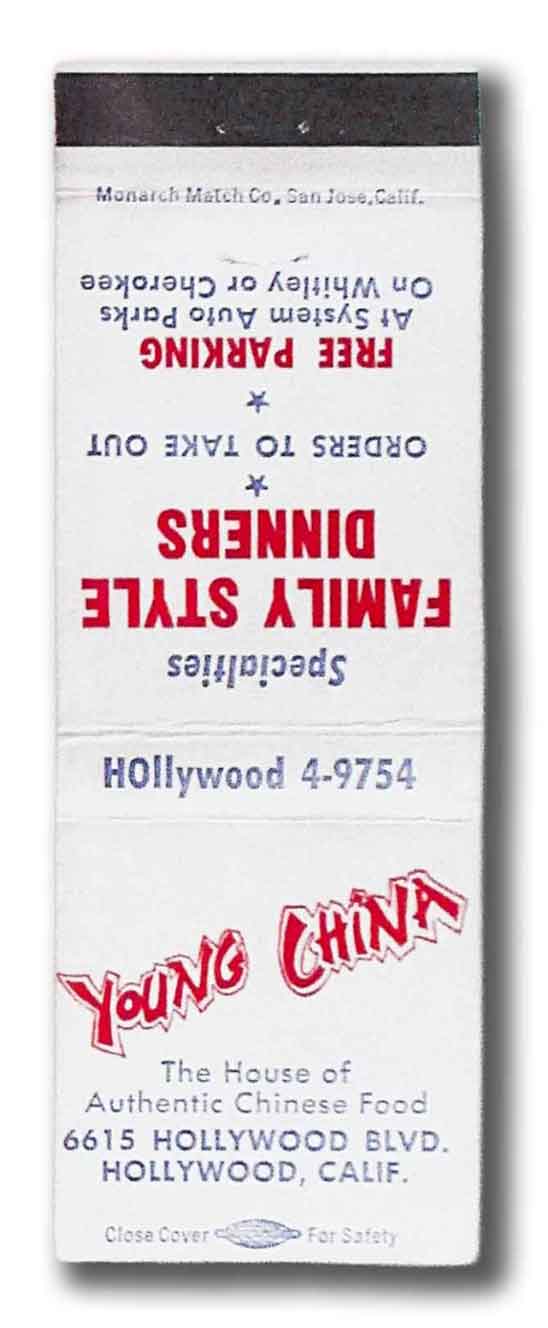 Monarch Match Co., San Jose, Calif.
Specialties
FAMILY STYLE
DINNERS
★
ORDERS TO TAKE OUT
★
FREE PARKING
At System Auto Parks
On Whitley or Cherokee
HOllywood 4-9754
YOUNG CHINA
The House of
Authentic Chinese Food
6615 HOLLYWOOD BLVD.
HOLLYWOOD, CALIF.
Close Cover For Safety